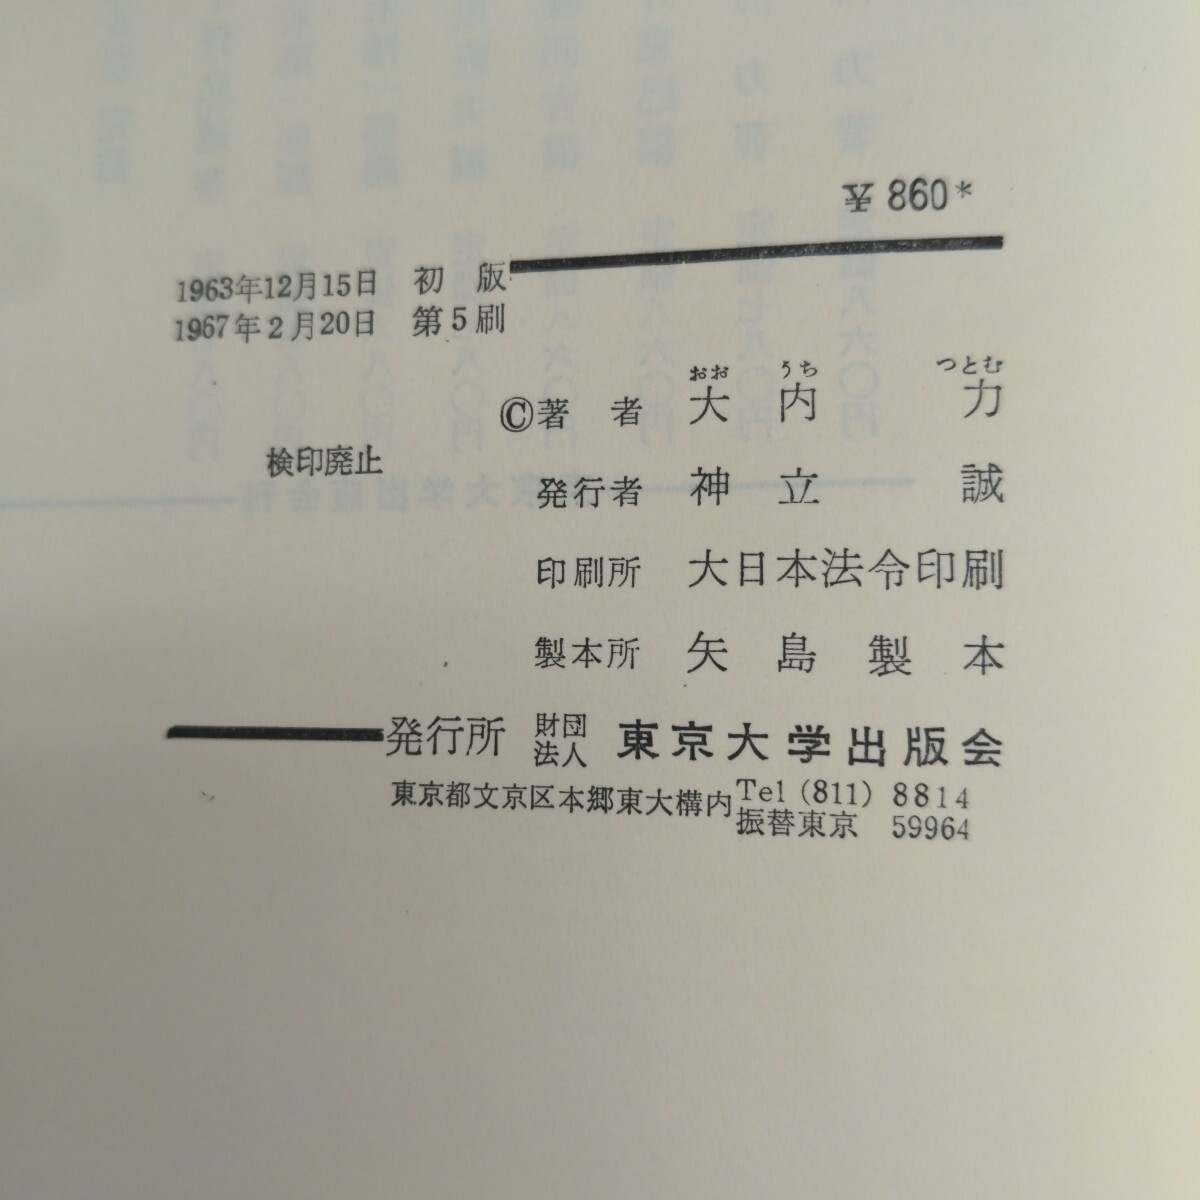 860*
1963年12月15日 初版
1967年2月20日 第5刷
おお うち つとむ
©著者 大内力
検印廃止
発行者 神立誠
印刷所 大日本法令印刷
製本所 矢島製本
発行所 財団法人 東京大学出版会
東京都文京区本郷東大構内 Tel (811) 8814
振替東京 59964